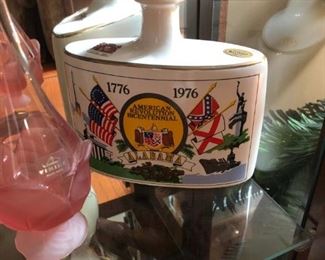 1776 1976
AMERICAN
REVOLUTION
BICENTENNIAL
ALABAMA